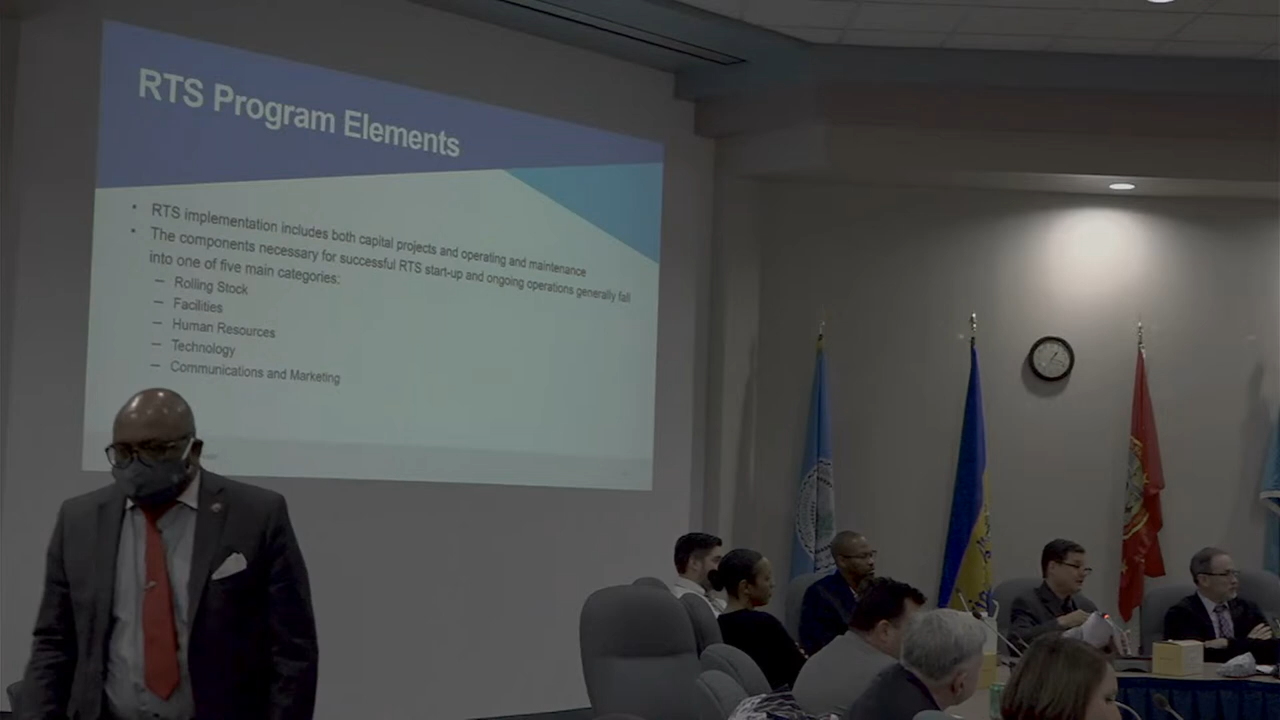 RTS Program Elements
• RTS implementation includes both capital projects and operating and maintenance
• The components necessary for successful RTS start-up and ongoing operations generally fall
into one of five main categories:
– Rolling Stock
– Facilities
– Human Resources
– Technology
– Communications and Marketing